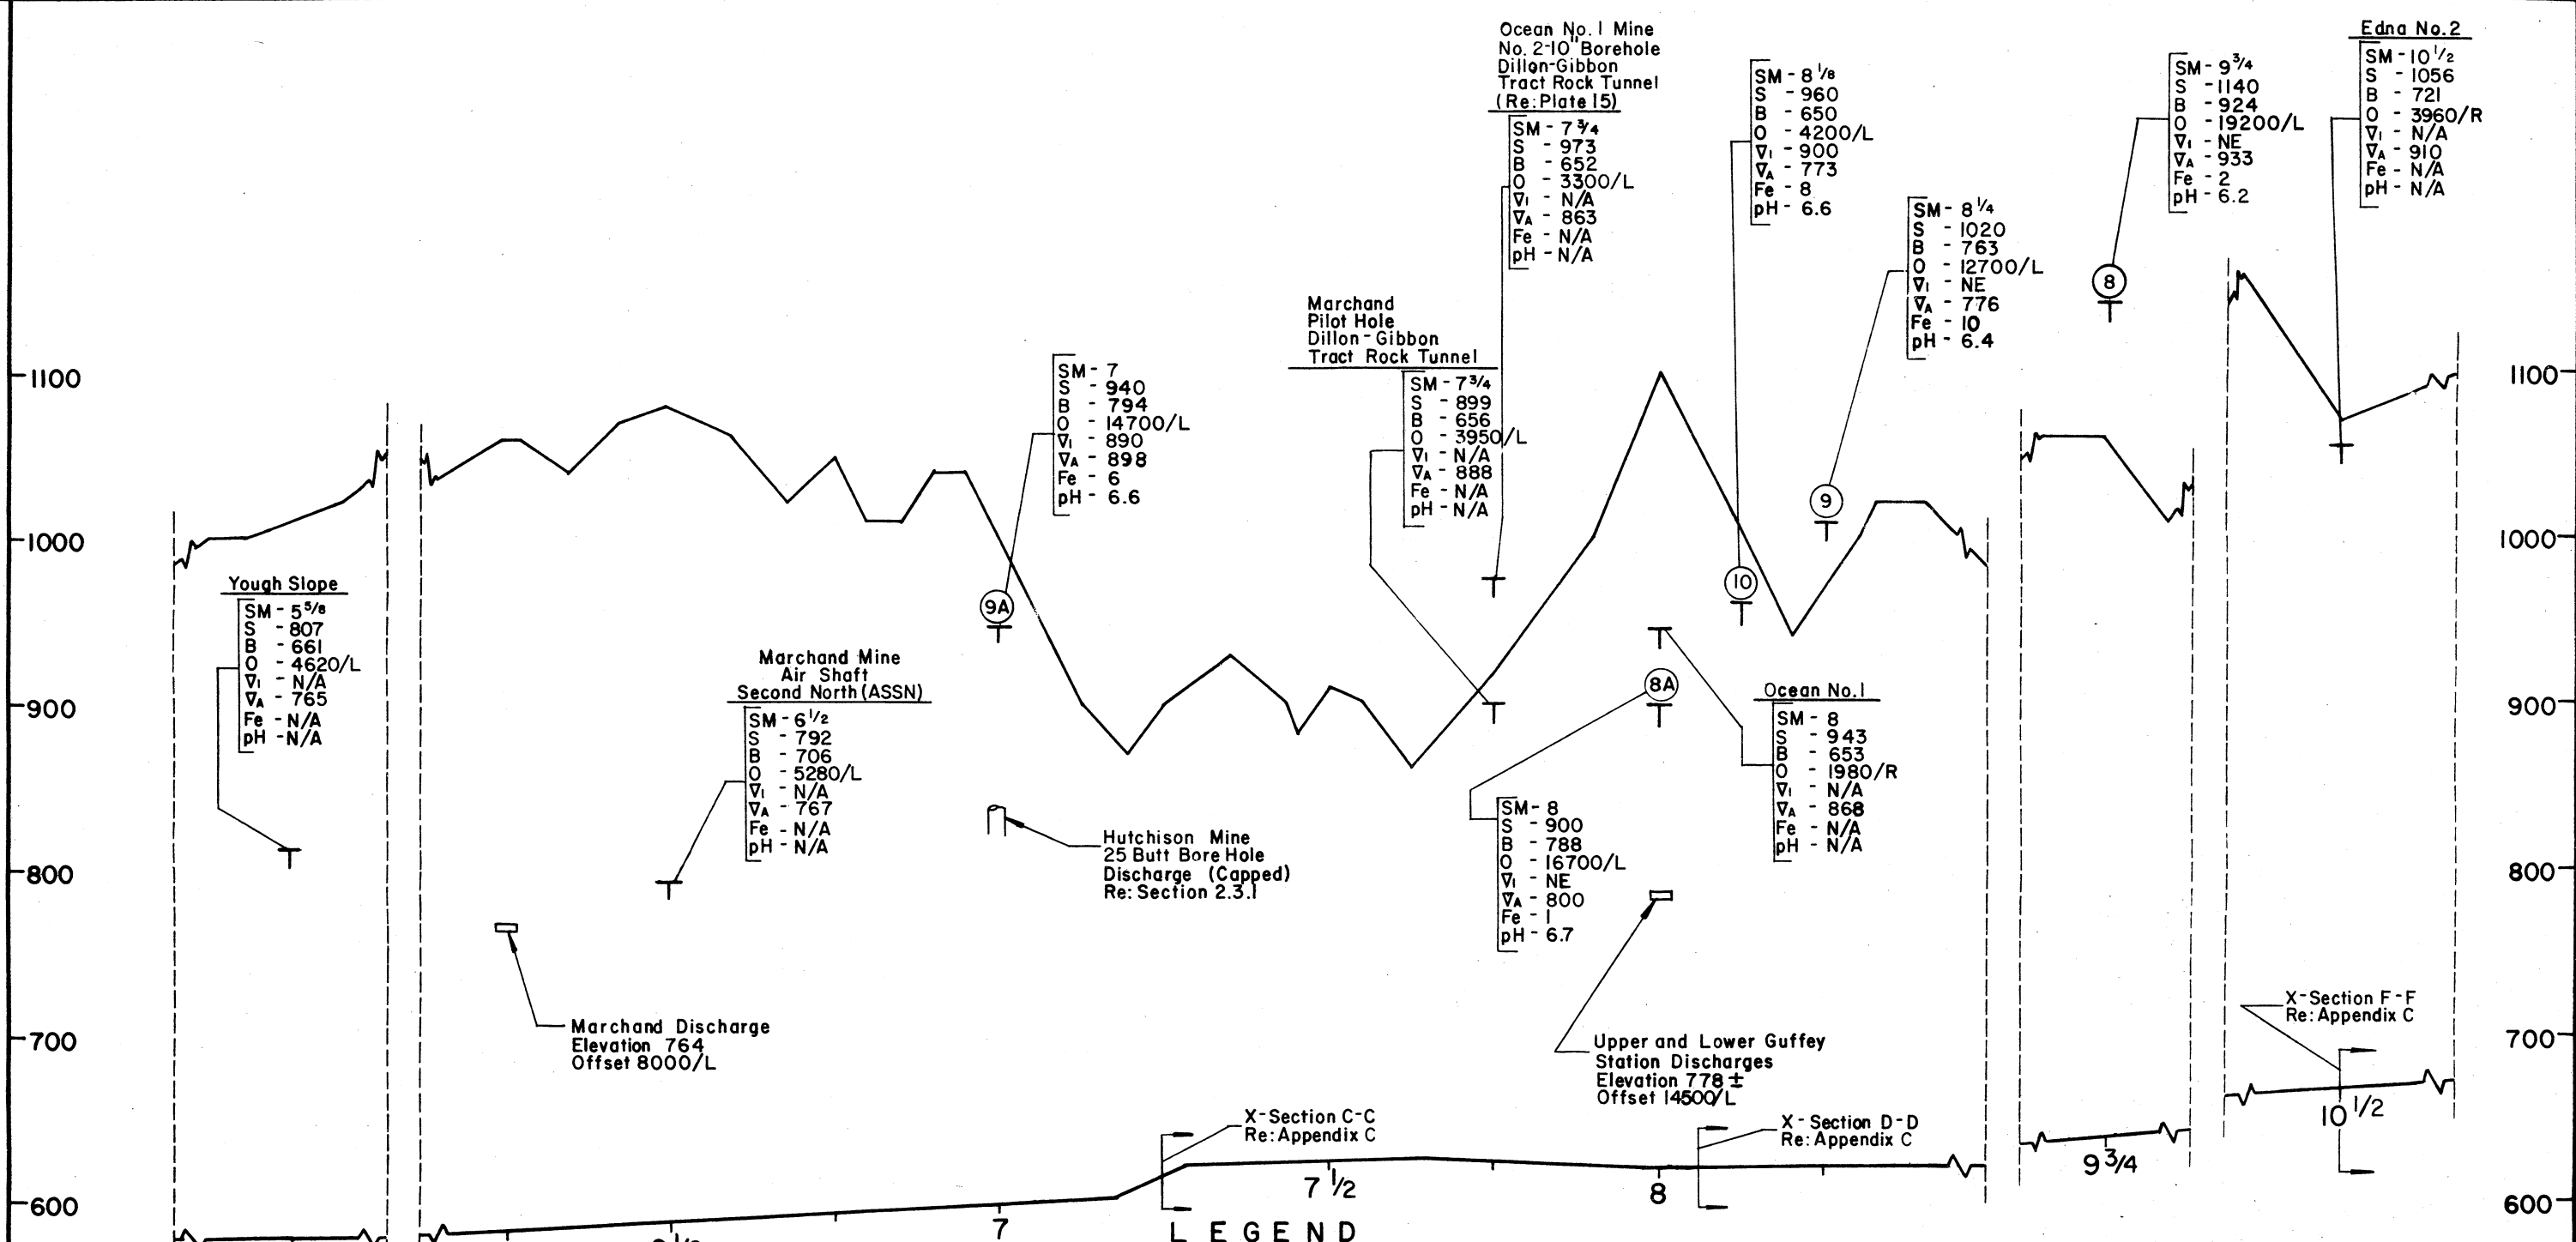 Ocean No. 1 Mine
No. 2-10" Borehole
Dillon-Gibbon
Tract Rock Tunnel
(Re: Plate 15)
SM - 7 3/4
S - 973
B - 652
O - 3300/L
∇I - N/A
∇A - 863
Fe - N/A
pH - N/A
SM - 8 1/8
S - 960
B - 650
O - 4200/L
∇I - 900
∇A - 773
Fe - 8
pH - 6.6
SM - 9 3/4
S - 1140
B - 924
O - 19200/L
∇I - NE
∇A - 933
Fe - 2
pH - 6.2
Edna No. 2
SM - 10 1/2
S - 1056
B - 721
O - 3960/R
∇I - N/A
∇A - 910
Fe - N/A
pH - N/A
SM - 8 1/4
S - 1020
B - 763
O - 12700/L
∇I - NE
∇A - 776
Fe - 10
pH - 6.4
8
Marchand
Pilot Hole
Dillon-Gibbon
Tract Rock Tunnel
SM - 7 3/4
S - 899
B - 656
O - 3950/L
∇I - N/A
∇A - 888
Fe - N/A
pH - N/A
SM - 7
S - 940
B - 794
O - 14700/L
∇I - 890
∇A - 898
Fe - 6
pH - 6.6
1100
1100
9
1000
1000
10
9A
Yough Slope
SM - 5 5/8
S - 807
B - 661
O - 4620/L
∇I - N/A
∇A - 765
Fe - N/A
pH - N/A
Marchand Mine
Air Shaft
Second North (ASSN)
SM - 6 1/2
S - 792
B - 706
O - 5280/L
∇I - N/A
∇A - 767
Fe - N/A
pH - N/A
8A
Ocean No. 1
SM - 8
S - 943
B - 653
O - 1980/R
∇I - N/A
∇A - 868
Fe - N/A
pH - N/A
900
900
SM - 8
S - 900
B - 788
O - 16700/L
∇I - NE
∇A - 800
Fe - 1
pH - 6.7
Hutchison Mine
25 Butt Bore Hole
Discharge (Capped)
Re: Section 2.3.1
800
800
Marchand Discharge
Elevation 764
Offset 8000/L
Upper and Lower Guffey
Station Discharges
Elevation 778 ±
Offset 14500/L
X-Section F-F
Re: Appendix C
700
700
X-Section C-C
Re: Appendix C
X-Section D-D
Re: Appendix C
10 1/2
9 3/4
7 1/2
8
600
600
7
LEGEND